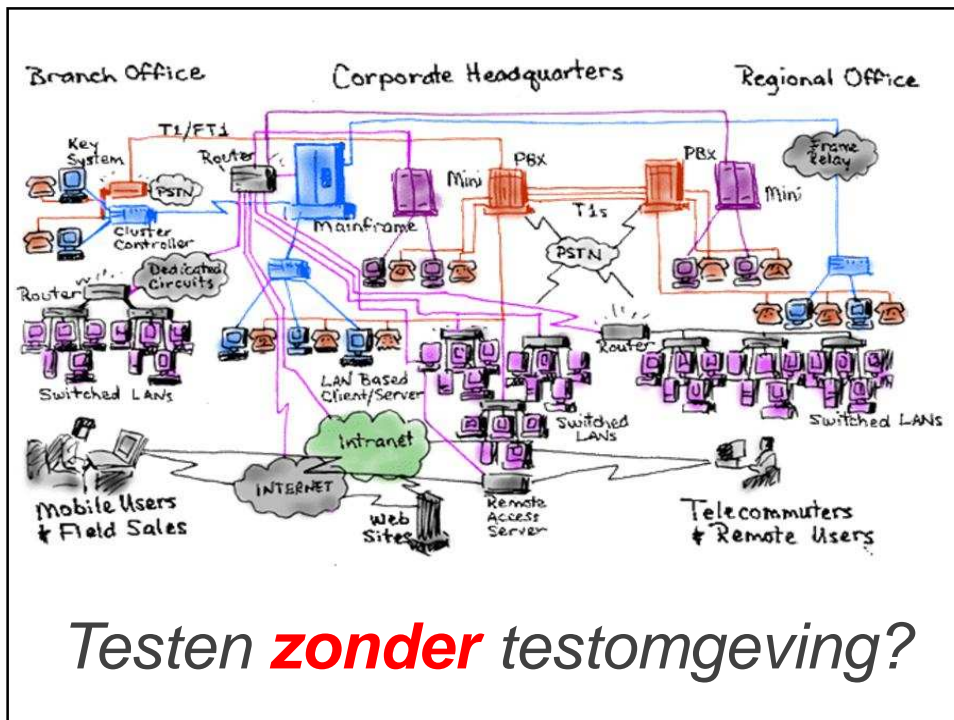 Branch Office
Corporate Headquarters
Regional Office
T1/FT1
Key
System
Router
PBX
PBX
Frame
Relay
PSTN
Mini
Mini
T1s
Cluster
Controller
Mainframe
PSTN
Dedicated
Circuits
Router
Router
Switched LANs
LAN Based
Client/Server
Switched
LANs
Switched LANs
Intranet
INTERNET
Mobile Users
& Field Sales
Web
Sites
Remote
Access
Server
Telecommuters
& Remote Users
Testen zonder testomgeving?